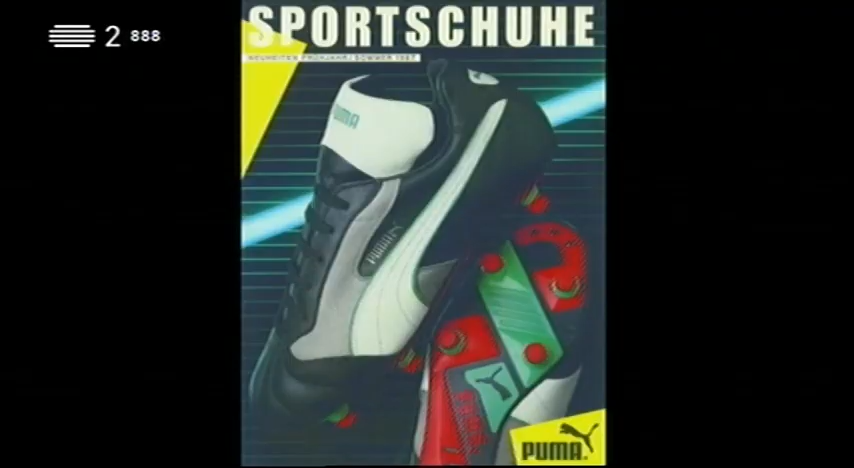 2 888
SPORTSCHUHE
NEUHEITEN FRÜHJAHR/SOMMER 1987
PUMA
PUMA
PUMA